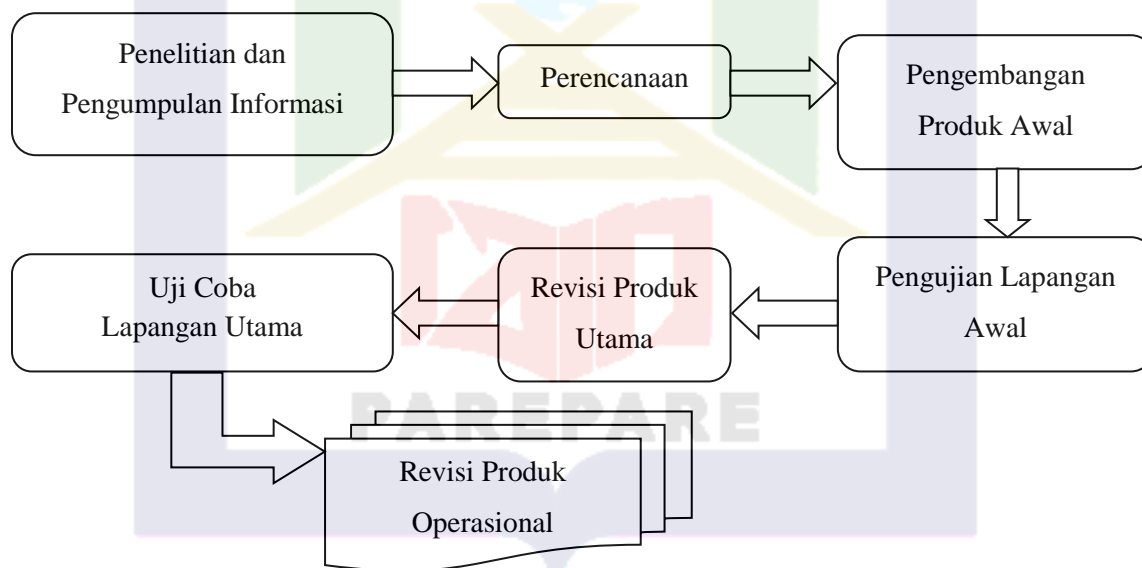 Penelitian dan
Pengumpulan Informasi
Perencanaan
Pengembangan
Produk Awal
Pengujian Lapangan
Awal
Revisi Produk
Utama
Uji Coba
Lapangan Utama
PAREPARE
Revisi Produk
Operasional